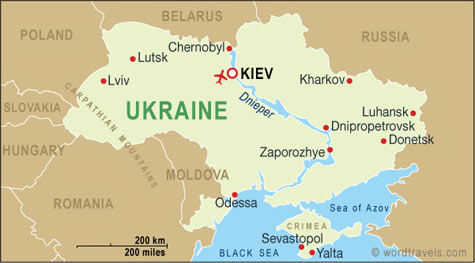 BELARUS
POLAND
Chernobyl
RUSSIA
Lutsk
KIEV
Lviv
Kharkov
Dnieper
SLOVAKIA
CARPATHIAN MOUNTAINS
UKRAINE
Luhansk
Dnipropetrovsk
HUNGARY
Donetsk
Zaporozhye
MOLDOVA
ROMANIA
Odessa
Sea of Azov
CRIMEA
200 km
200 miles
Sevastopol
BLACK SEA
Yalta
© wordtravels.com